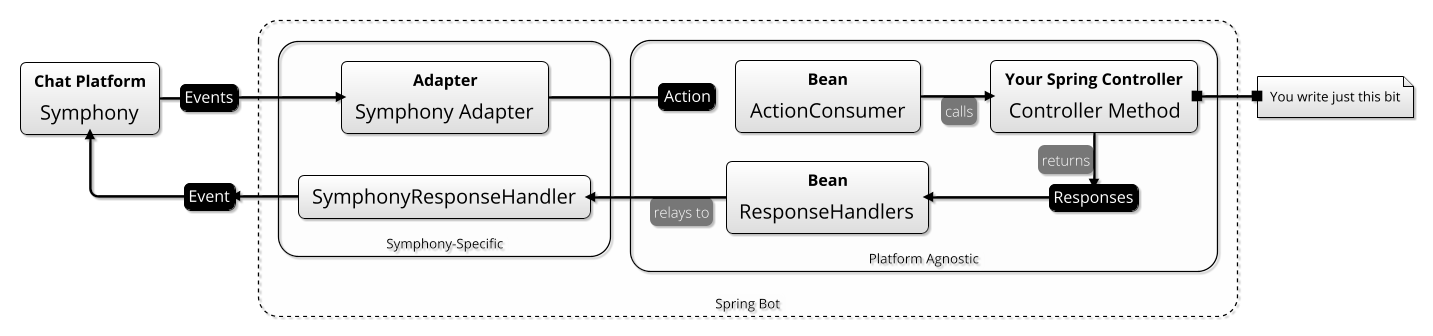 Chat Platform
Symphony
Events
Adapter
Symphony Adapter
Action
Bean
ActionConsumer
calls
Your Spring Controller
Controller Method
You write just this bit
returns
Responses
Bean
ResponseHandlers
relays to
SymphonyResponseHandler
Event
Symphony-Specific
Platform Agnostic
Spring Bot